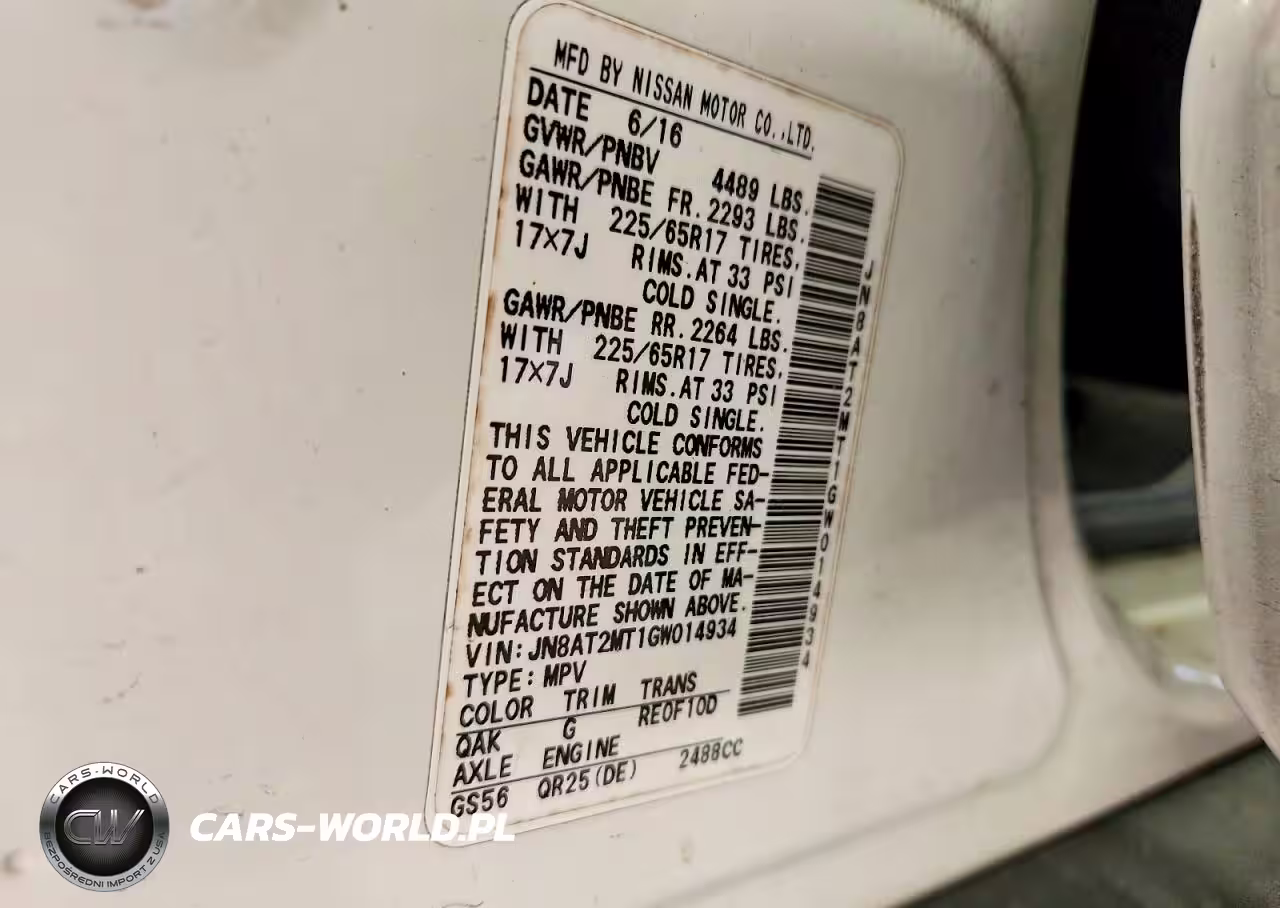 MFD BY NISSAN MOTOR CO.,LTD.
DATE 6/16
GVWR/PNBV 4489 LBS.
GAWR/PNBE FR. 2293 LBS.
WITH 225/65R17 TIRES,
17×7J RIMS.AT 33 PSI
COLD SINGLE.
GAWR/PNBE RR. 2264 LBS.
WITH 225/65R17 TIRES,
17×7J RIMS.AT 33 PSI
COLD SINGLE.
THIS VEHICLE CONFORMS
TO ALL APPLICABLE FED-
ERAL MOTOR VEHICLE SA-
FETY AND THEFT PREVEN-
TION STANDARDS IN EFF-
ECT ON THE DATE OF MA-
NUFACTURE SHOWN ABOVE.
VIN:JN8AT2MT1GW014934
TYPE:MPV
COLOR TRIM TRANS
QAK G RE0F10D
AXLE ENGINE
GS56 QR25(DE) 2488CC
JN8AT2MT1GW014934
CARS-WORLD
CW
BEZPOŚREDNI IMPORT Z USA
CARS-WORLD.PL